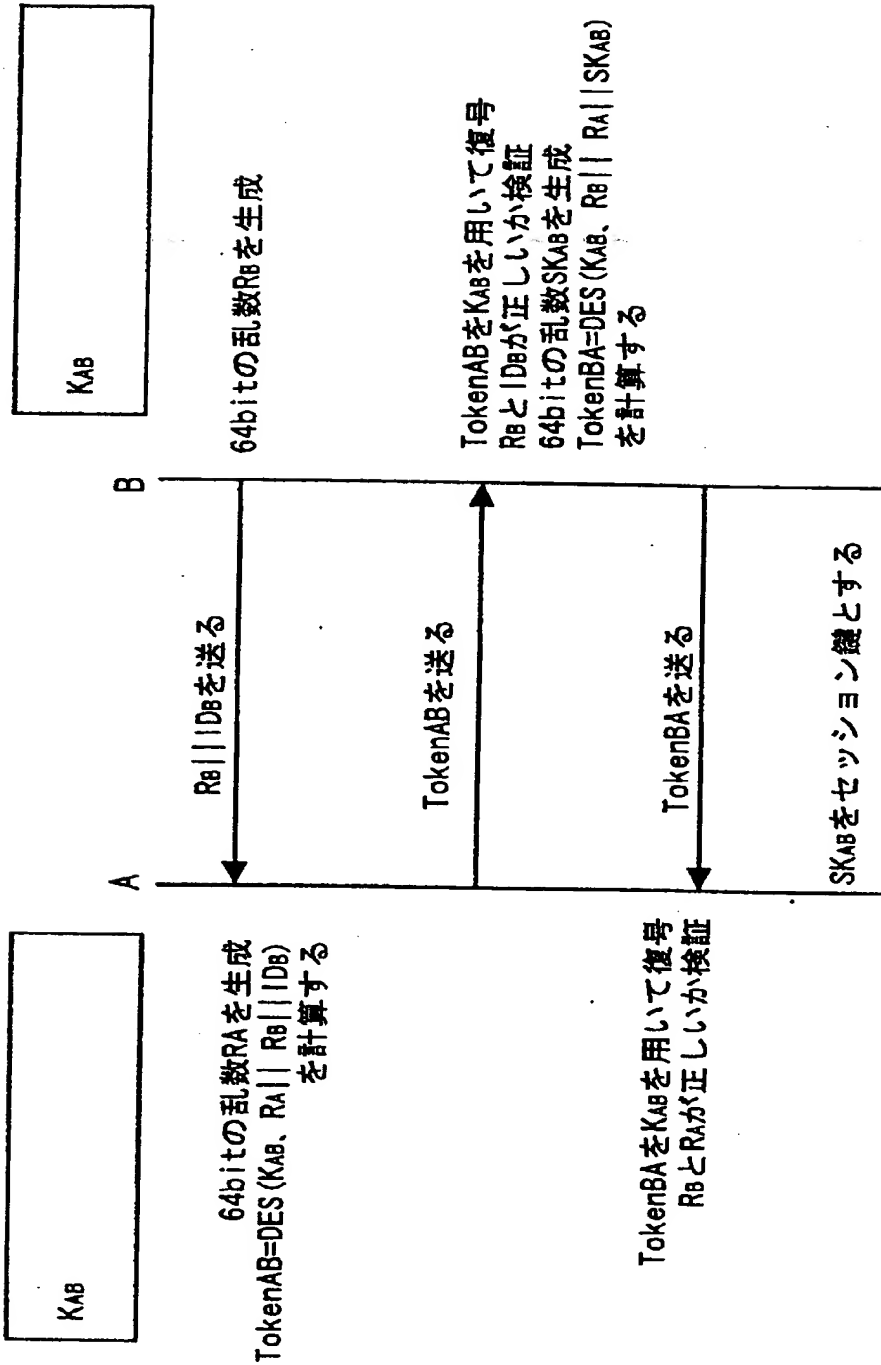 KAB
KAB
A
B
64bitの乱数RBを生成
RB||IDBを送る
64bitの乱数RAを生成
TokenAB=DES(KAB、RA|| RB||IDB)
を計算する
TokenABを送る
TokenABをKABを用いて復号
RBとIDBが正しいか検証
64bitの乱数SKABを生成
TokenBA=DES(KAB、RB|| RA||SKAB)
を計算する
TokenBAを送る
TokenBAをKABを用いて復号
RBとRAが正しいか検証
SKABをセッション鍵とする